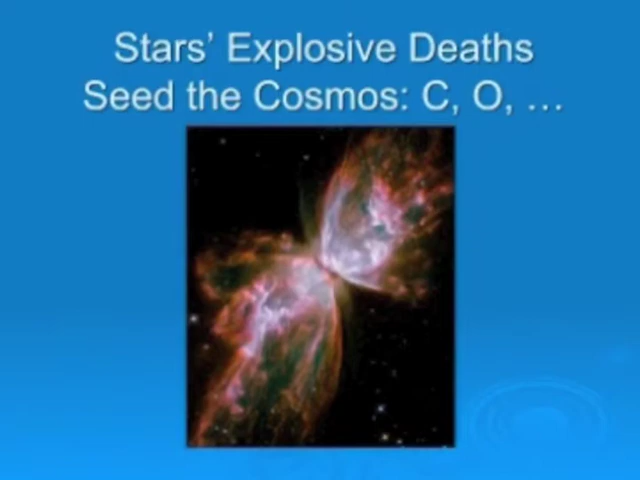 Stars’ Explosive Deaths
Seed the Cosmos: C, O, …